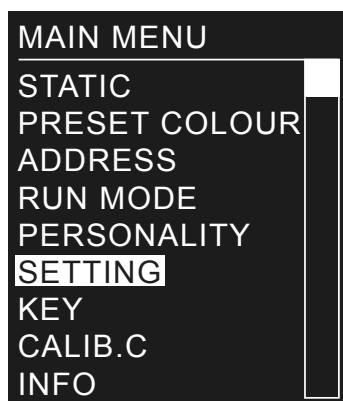 MAIN MENU
STATIC
PRESET COLOUR
ADDRESS
RUN MODE
PERSONALITY
SETTING
KEY
CALIB.C
INFO